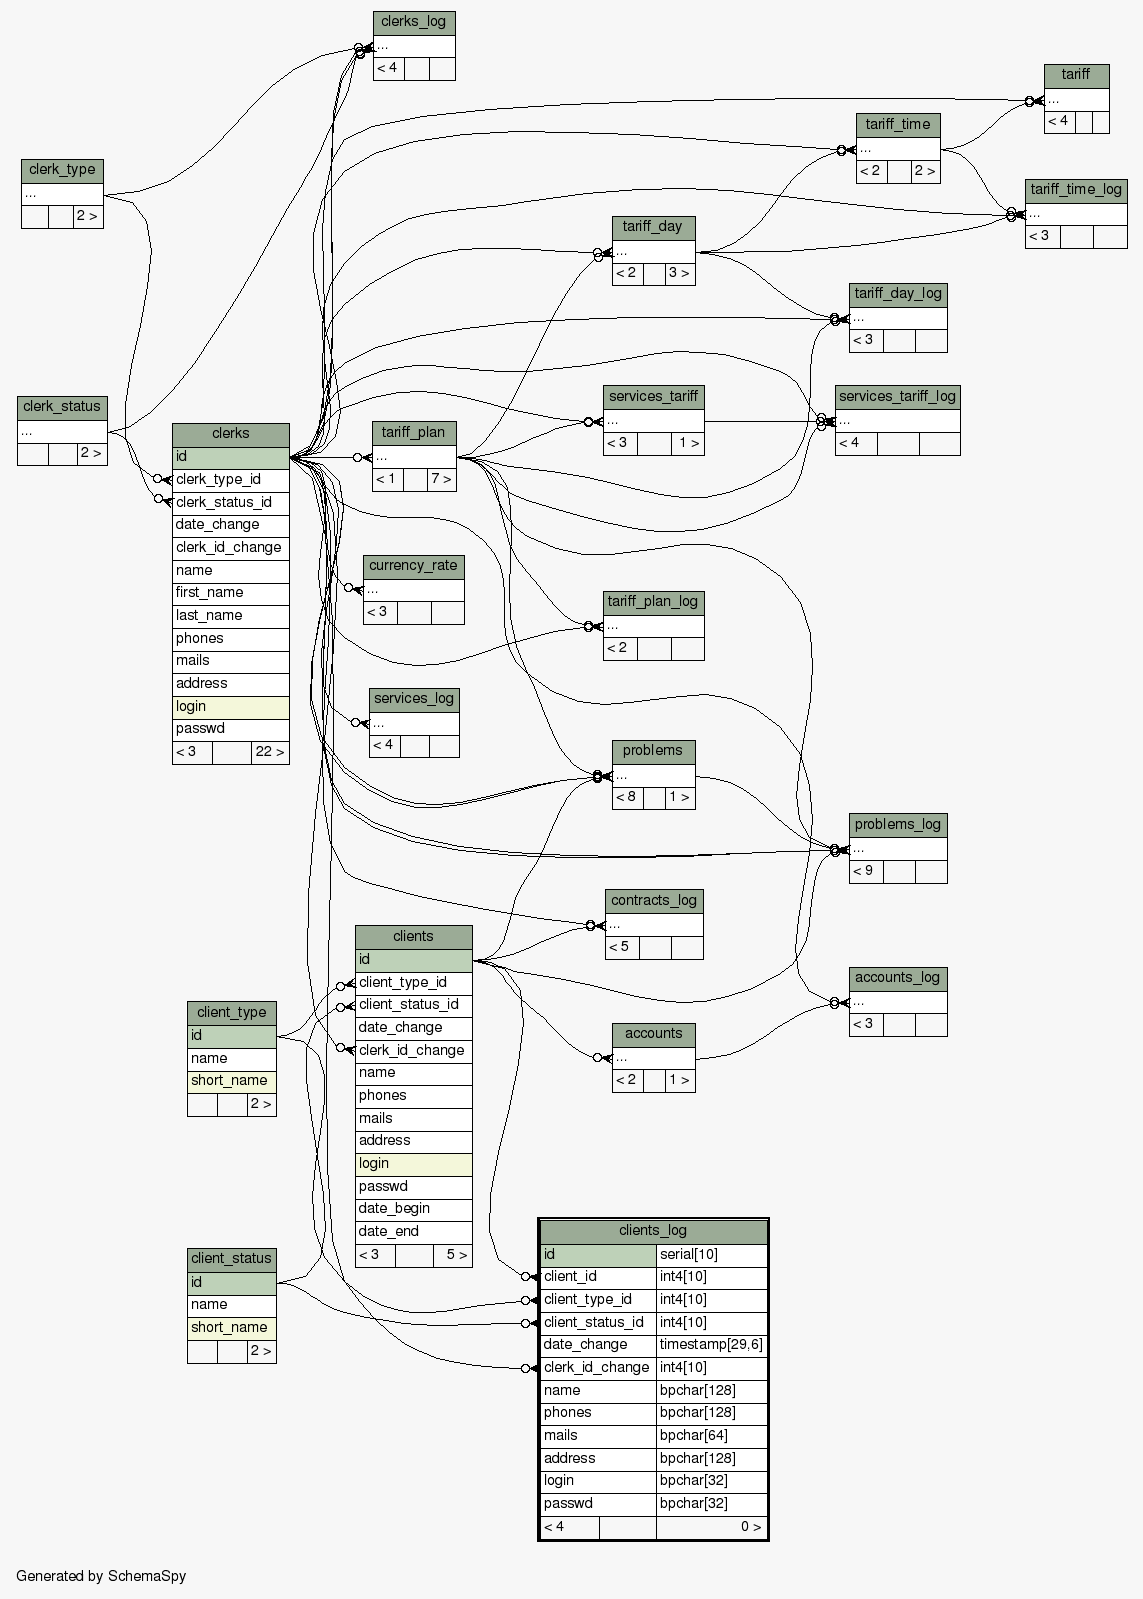 clerks_log
...
< 4
tariff
...
< 4
tariff_time
...
< 2 2 >
clerk_type
...
2 >
tariff_time_log
...
< 3
tariff_day
...
< 2 3 >
tariff_day_log
...
< 3
services_tariff
...
< 3 1 >
services_tariff_log
...
< 4
clerk_status
...
2 >
clerks
id
clerk_type_id
clerk_status_id
date_change
clerk_id_change
name
first_name
last_name
phones
mails
address
login
passwd
< 3 22 >
tariff_plan
...
< 1 7 >
currency_rate
...
< 3
tariff_plan_log
...
< 2
services_log
...
< 4
problems
...
< 8 1 >
problems_log
...
< 9
contracts_log
...
< 5
clients
id
client_type_id
client_status_id
date_change
clerk_id_change
name
phones
mails
address
login
passwd
date_begin
date_end
< 3 5 >
accounts_log
...
< 3
client_type
id
name
short_name
2 >
accounts
...
< 2 1 >
client_status
id
name
short_name
2 >
clients_log
id serial[10]
client_id int4[10]
client_type_id int4[10]
client_status_id int4[10]
date_change timestamp[29,6]
clerk_id_change int4[10]
name bpchar[128]
phones bpchar[128]
mails bpchar[64]
address bpchar[128]
login bpchar[32]
passwd bpchar[32]
< 4 0 >
Generated by SchemaSpy